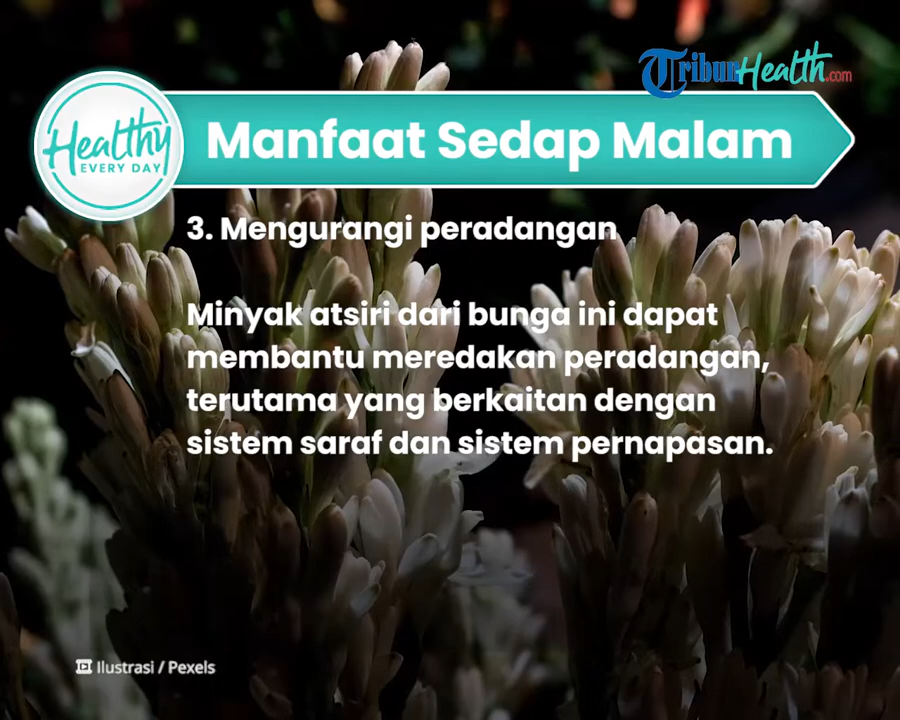 TribunHealth.com
Healthy
EVERY DAY
Manfaat Sedap Malam
3. Mengurangi peradangan
Minyak atsiri dari bunga ini dapat
membantu meredakan peradangan,
terutama yang berkaitan dengan
sistem saraf dan sistem pernapasan.
Ilustrasi / Pexels